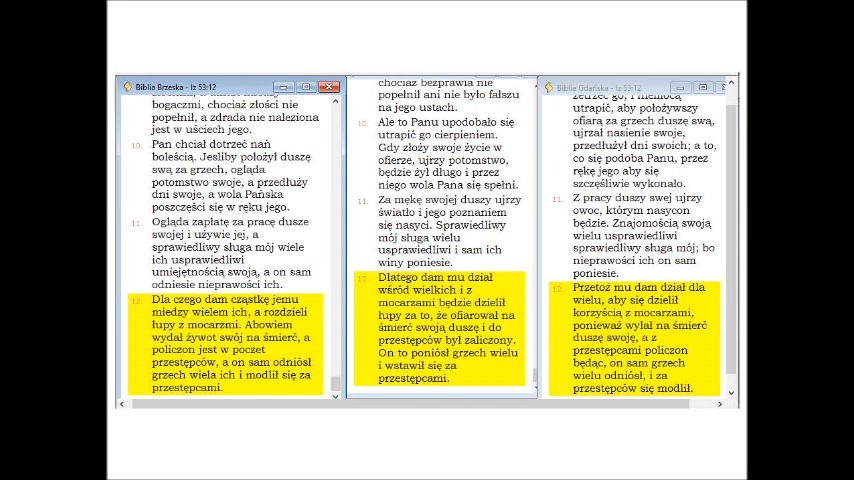 Biblia Brzeska - Iz 53:12
bogaczmi, chociaż złości nie
popełnił, a zdrada nie naleziona
jest w uściech jego.
10. Pan chciał dotrzeć nań
boleścią. Jesliby położył duszę
swą za grzech, ogląda
potomstwo swoje, a przedłuży
dni swoje, a wola Pańska
poszczęści się w ręku jego.
11. Ogląda zapłatę za pracę dusze
swojej i używie jej, a
sprawiedliwy sługa mój wiele
ich usprawiedliwi
umiejętnością swoją, a on sam
odniesie nieprawości ich.
12. Dla czego dam cząstkę jemu
miedzy wielem ich, a rozdzieli
łupy z mocarzmi. Abowiem
wydał żywot swój na śmierć, a
policzon jest w poczet
przestępców, a on sam odniósł
grzech wiela ich i modlił się za
przestępcami.
chociaż bezprawia nie
popełnił ani nie było fałszu
na jego ustach.
10. Ale to Panu upodobało się
utrapić go cierpieniem.
Gdy złoży swoje życie w
ofierze, ujrzy potomstwo,
będzie żył długo i przez
niego wola Pana się spełni.
11. Za mękę swojej duszy ujrzy
światło i jego poznaniem
się nasyci. Sprawiedliwy
mój sługa wielu
usprawiedliwi i sam ich
winy poniesie.
12. Dlatego dam mu dział
wśród wielkich i z
mocarzami będzie dzielił
łupy za to, że ofiarował na
śmierć swoją duszę i do
przestępców był zaliczony.
On to poniósł grzech wielu
i wstawił się za
przestępcami.
Biblia Gdańska - Iz 53:12
zetrzeć go, i niemocą
utrapić, aby położywszy
ofiarą za grzech duszę swą,
ujrzał nasienie swoje,
przedłużył dni swoich; a to,
co się podoba Panu, przez
rękę jego aby się
szczęśliwie wykonało.
11. Z pracy duszy swej ujrzy
owoc, którym nasycon
będzie. Znajomością swoją
wielu usprawiedliwi
sprawiedliwy sługa mój; bo
nieprawości ich on sam
poniesie.
12. Przetoż mu dam dział dla
wielu, aby się dzielił
korzyścią z mocarzami,
ponieważ wylał na śmierć
duszę swoję, a z
przestępcami policzon
będąc, on sam grzech
wielu odniósł, i za
przestępców się modlił.